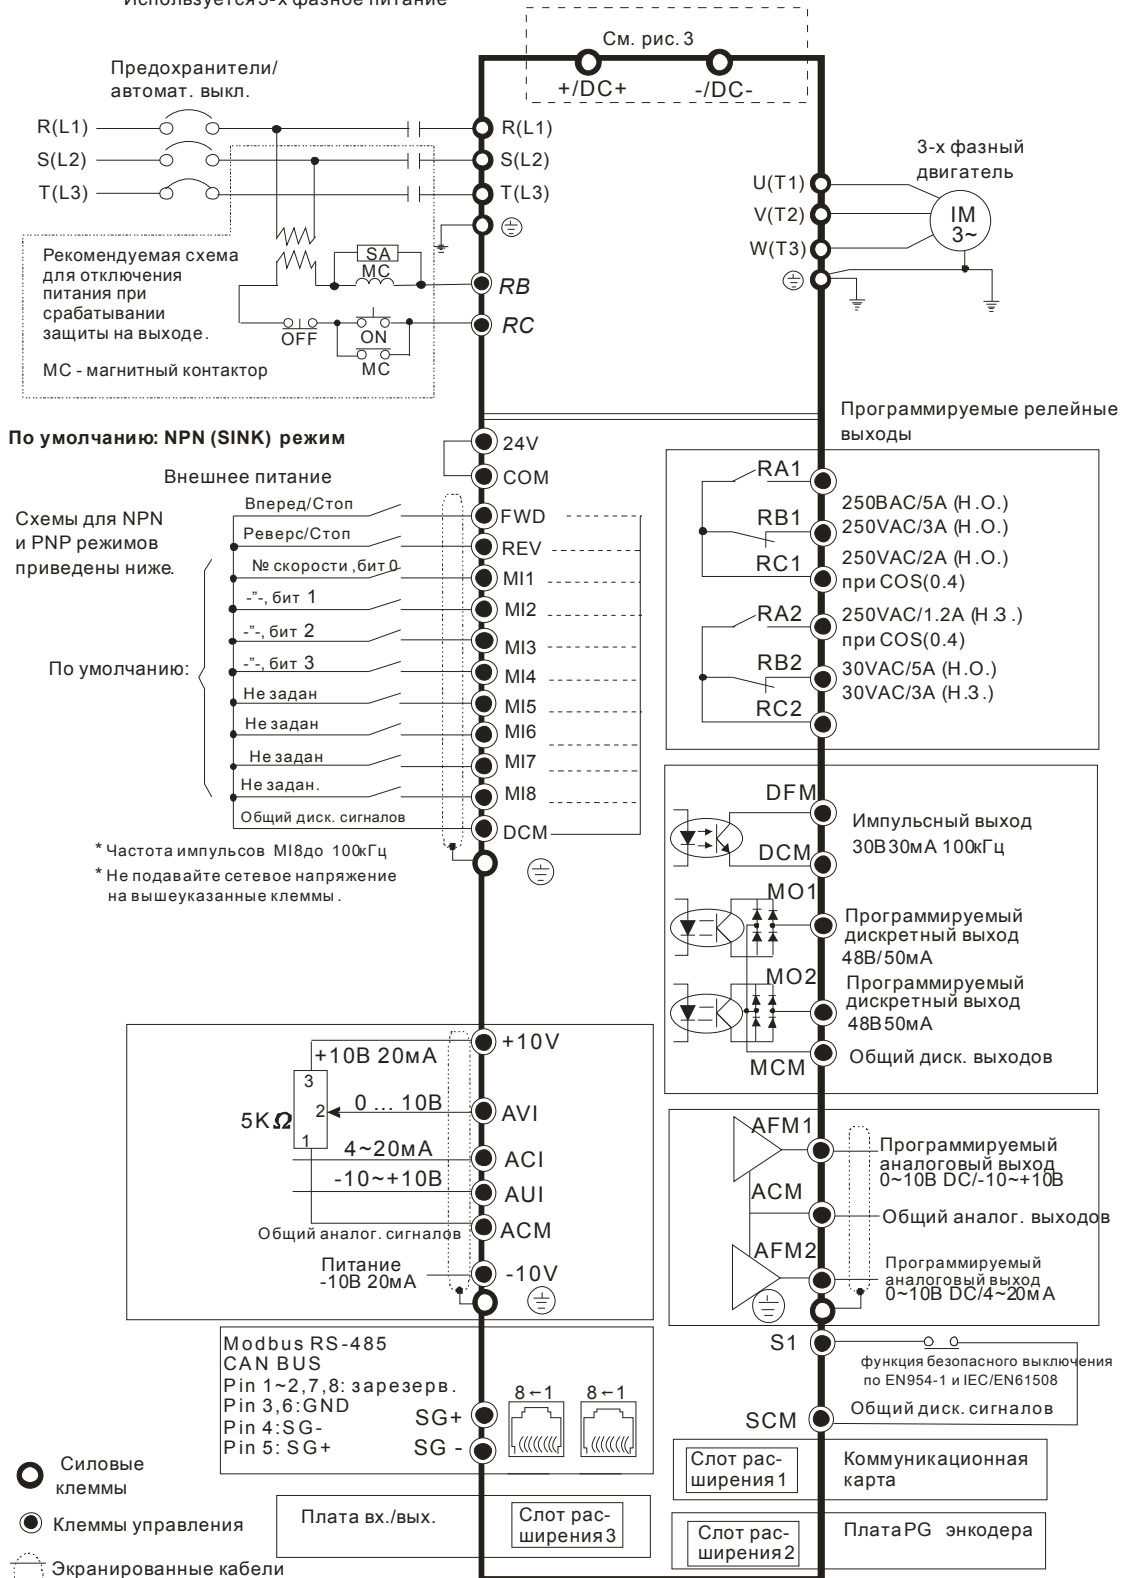 Используется 3-х фазное питание
См. рис. 3
+/DC+
-/DC-
Предохранители/
автомат. выкл.
R(L1)
S(L2)
T(L3)
R(L1)
S(L2)
T(L3)
3-х фазный
двигатель
U(T1)
V(T2)
W(T3)
IM
3~
Рекомендуемая схема
для отключения
питания при
срабатывании
защиты на выходе.
МС - магнитный контактор
SA
MC
OFF
ON
MC
RB
RC
По умолчанию: NPN (SINK) режим
Внешнее питание
Схемы для NPN
и PNP режимов
приведены ниже.
По умолчанию:
Вперед/Стоп
Реверс/Стоп
№ скорости, бит 0
-"-, бит 1
-"-, бит 2
-"-, бит 3
Не задан
Не задан
Не задан
Не задан.
Общий диск. сигналов
24V
COM
FWD
REV
MI1
MI2
MI3
MI4
MI5
MI6
MI7
MI8
DCM
* Частота импульсов MI8до 100кГц
* Не подавайте сетевое напряжение
на вышеуказанные клеммы.
Программируемые релейные
выходы
RA1
RB1
RC1
RA2
RB2
RC2
250BAC/5A (Н.О.)
250VAC/3A (Н.О.)
250VAC/2A (Н.О.)
при COS(0.4)
250VAC/1.2A (Н.З.)
при COS(0.4)
30VAC/5A (Н.О.)
30VAC/3A (Н.З.)
DFM
DCM
MO1
MO2
MCM
Импульсный выход
30В30мА 100кГц
Программируемый
дискретный выход
48В/50мА
Программируемый
дискретный выход
48В50мА
Общий диск. выходов
+10В 20мА
5KΩ
3
2
1
0 ... 10В
4~20мА
-10~+10В
Общий аналог. сигналов
Питание
-10В 20мА
+10V
AVI
ACI
AUI
ACM
-10V
AFM1
ACM
AFM2
Программируемый
аналоговый выход
0~10В DC/-10~+10В
Общий аналог. выходов
Программируемый
аналоговый выход
0~10В DC/4~20мА
S1
функция безопасного выключения
по EN954-1 и IEC/EN61508
Общий диск. сигналов
SCM
Modbus RS-485
CAN BUS
Pin 1~2,7,8: зарезерв.
Pin 3,6:GND
Pin 4:SG-
Pin 5: SG+
SG+
SG -
8←1
8←1
Слот рас-
ширения1
Коммуникационная
карта
Слот рас-
ширения2
Плата PG энкодера
Плата вх./вых.
Слот рас-
ширения3
Силовые
клеммы
Клеммы управления
Экранированные кабели